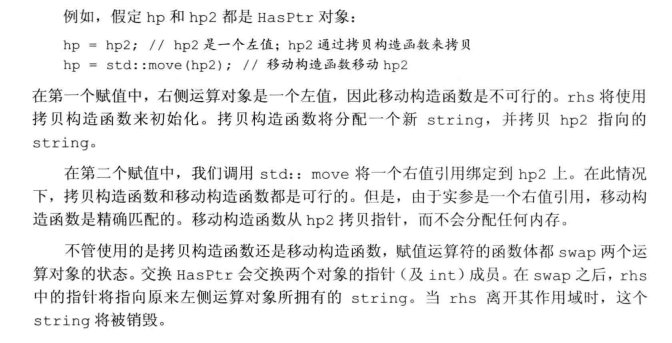 例如，假定 hp 和 hp2 都是 HasPtr 对象：
hp = hp2; // hp2 是一个左值；hp2 通过拷贝构造函数来拷贝
hp = std::move(hp2); // 移动构造函数移动 hp2
在第一个赋值中，右侧运算对象是一个左值，因此移动构造函数是不可行的。rhs 将使用
拷贝构造函数来初始化。拷贝构造函数将分配一个新 string，并拷贝 hp2 指向的
string。
在第二个赋值中，我们调用 std:: move 将一个右值引用绑定到 hp2 上。在此情况
下，拷贝构造函数和移动构造函数都是可行的。但是，由于实参是一个右值引用，移动构
造函数是精确匹配的。移动构造函数从 hp2 拷贝指针，而不会分配任何内存。
不管使用的是拷贝构造函数还是移动构造函数，赋值运算符的函数体都 swap 两个运
算对象的状态。交换 HasPtr 会交换两个对象的指针（及 int）成员。在 swap 之后，rhs
中的指针将指向原来左侧运算对象所拥有的 string。当 rhs 离开其作用域时，这个
string 将被销毁。